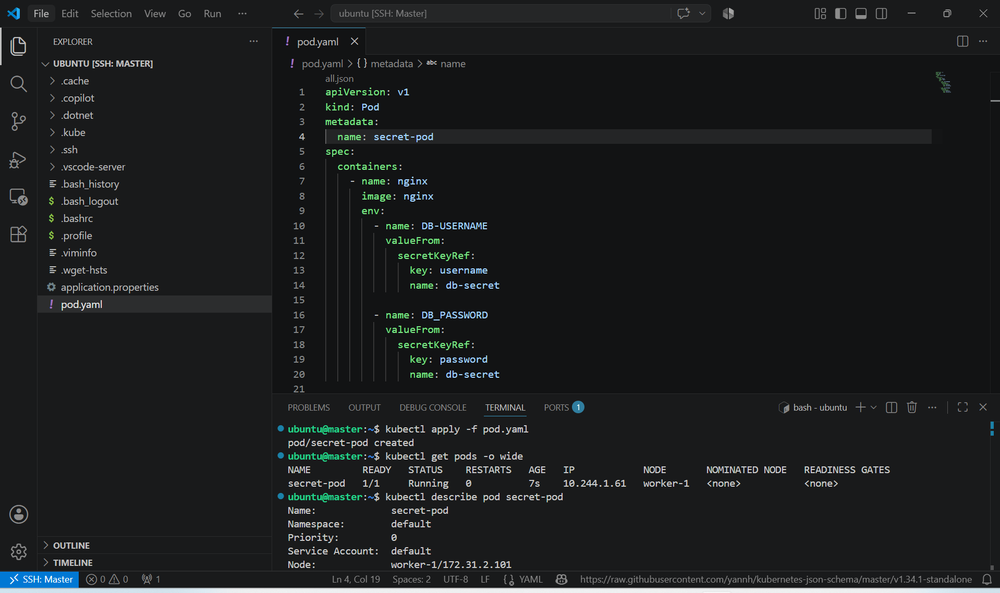 File Edit Selection View Go Run ···
ubuntu [SSH: Master]
EXPLORER
UBUNTU [SSH: MASTER]
.cache
.copilot
.dotnet
.kube
.ssh
.vscode-server
.bash_history
.bash_logout
.bashrc
.profile
.viminfo
.wget-hsts
application.properties
pod.yaml
OUTLINE
TIMELINE
pod.yaml
pod.yaml > {} metadata > abc name
all.json
1 apiVersion: v1
2 kind: Pod
3 metadata:
4   name: secret-pod
5 spec:
6   containers:
7     - name: nginx
8       image: nginx
9       env:
10         - name: DB-USERNAME
11           valueFrom:
12             secretKeyRef:
13               key: username
14               name: db-secret
15
16         - name: DB_PASSWORD
17           valueFrom:
18             secretKeyRef:
19               key: password
20               name: db-secret
21
PROBLEMS OUTPUT DEBUG CONSOLE TERMINAL PORTS 1
bash - ubuntu
ubuntu@master:~$ kubectl apply -f pod.yaml
pod/secret-pod created
ubuntu@master:~$ kubectl get pods -o wide
NAME READY STATUS RESTARTS AGE IP NODE NOMINATED NODE READINESS GATES
secret-pod 1/1 Running 0 7s 10.244.1.61 worker-1 <none> <none>
ubuntu@master:~$ kubectl describe pod secret-pod
Name: secret-pod
Namespace: default
Priority: 0
Service Account: default
Node: worker-1/172.31.2.101
SSH: Master 0 0 1 Ln 4, Col 19 Spaces: 2 UTF-8 LF YAML https://raw.githubusercontent.com/yannh/kubernetes-json-schema/master/v1.34.1-standalone